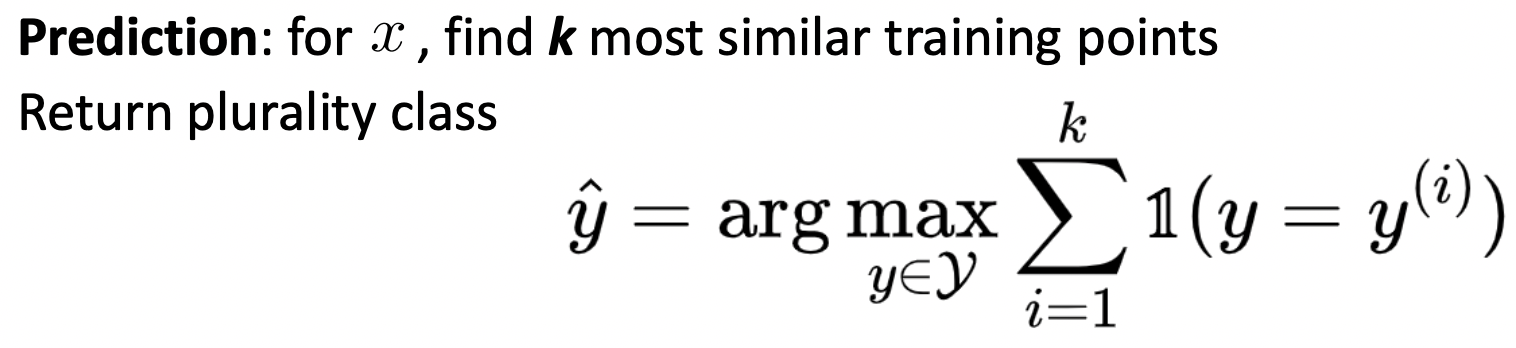 Prediction: for x , find k most similar training points
Return plurality class
ŷ = arg max_{y∈𝒴} ∑_{i=1}^{k} 𝟙(y = y^{(i)})